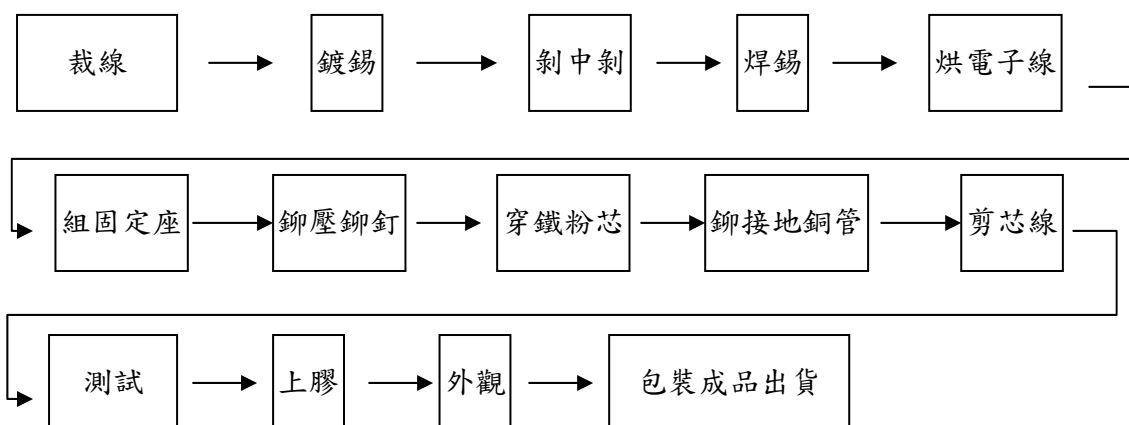 裁線 鍍錫 剝中剝 焊錫 烘電子線
組固定座 鉚壓鉚釘 穿鐵粉芯 鉚接地銅管 剪芯線
測試 上膠 外觀 包裝成品出貨